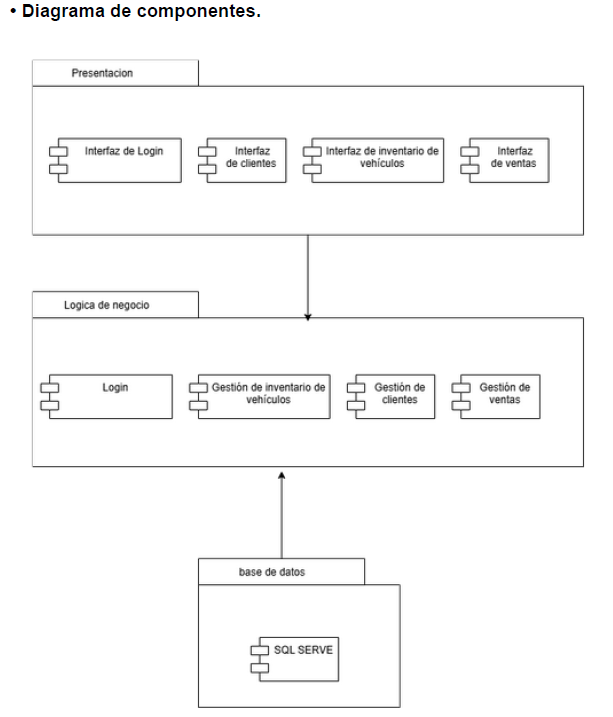 • Diagrama de componentes.
Presentacion
Interfaz de Login
Interfaz
de clientes
Interfaz de inventario de
vehículos
Interfaz
de ventas
Logica de negocio
Login
Gestión de inventario de
vehículos
Gestión de
clientes
Gestión de
ventas
base de datos
SQL SERVE